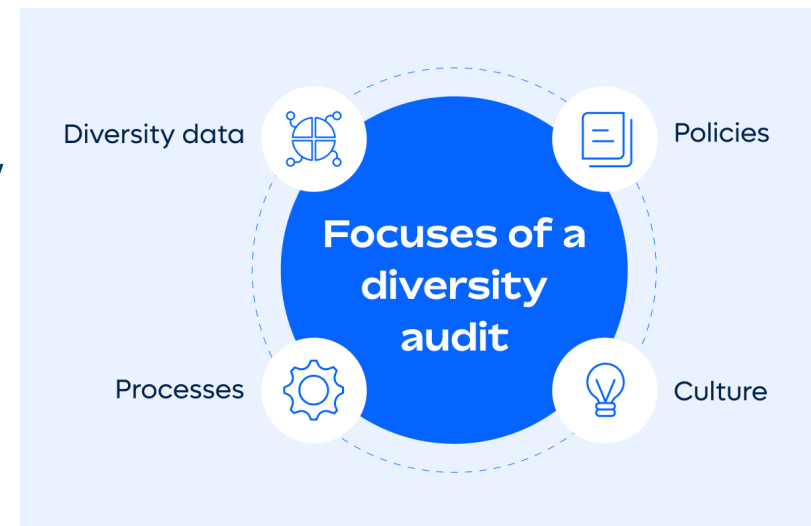 Diversity data
Policies
Focuses of a
diversity
audit
Processes
Culture